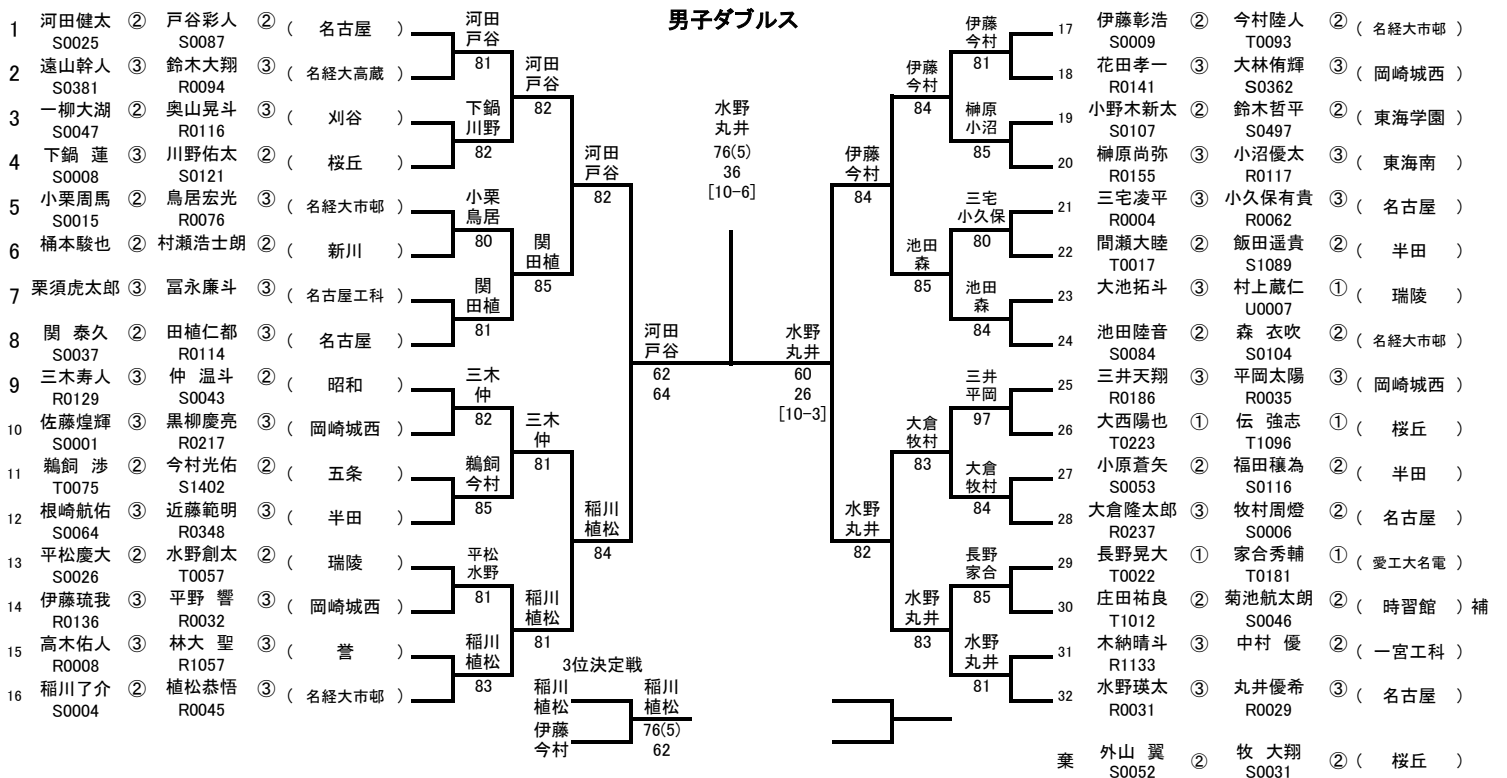 男子ダブルス
1 河田健太 ② 戸谷彩人 ② ( 名古屋 )
S0025 S0087
2 遠山幹人 ③ 鈴木大翔 ③ ( 名経大高蔵 )
S0381 R0094
3 一柳大湖 ② 奥山晃斗 ③ ( 刈谷 )
S0047 R0116
4 下鍋 蓮 ③ 川野佑太 ② ( 桜丘 )
S0008 S0121
5 小栗周馬 ② 鳥居宏光 ③ ( 名経大市邨 )
S0015 R0076
6 桶本駿也 ② 村瀬浩士朗 ② ( 新川 )
7 栗須虎太郎 ③ 冨永廉斗 ③ ( 名古屋工科 )
8 関 泰久 ② 田植仁都 ③ ( 名古屋 )
S0037 R0114
9 三木寿人 ③ 仲 温斗 ② ( 昭和 )
R0129 S0043
10 佐藤煌輝 ③ 黒柳慶亮 ③ ( 岡崎城西 )
S0001 R0217
11 鵜飼 渉 ② 今村光佑 ② ( 五条 )
T0075 S1402
12 根崎航佑 ③ 近藤範明 ③ ( 半田 )
S0064 R0348
13 平松慶大 ② 水野創太 ② ( 瑞陵 )
S0026 T0057
14 伊藤琉我 ③ 平野 響 ③ ( 岡崎城西 )
R0136 R0032
15 高木佑人 ③ 林大 聖 ③ ( 誉 )
R0008 R1057
16 稲川了介 ② 植松恭悟 ③ ( 名経大市邨 )
S0004 R0045
河田
戸谷
81
下鍋
川野
82
小栗
鳥居
80
関
田植
81
三木
仲
82
鵜飼
今村
85
平松
水野
81
稲川
植松
83
河田
戸谷
82
関
田植
85
三木
仲
81
稲川
植松
81
河田
戸谷
82
稲川
植松
84
河田
戸谷
62
64
水野
丸井
76(5)
36
[10-6]
水野
丸井
60
26
[10-3]
伊藤
今村
84
水野
丸井
82
伊藤
今村
84
池田
森
85
大倉
牧村
83
水野
丸井
83
伊藤
今村
81
榊原
小沼
85
三宅
小久保
80
池田
森
84
三井
平岡
97
大倉
牧村
84
長野
家合
85
水野
丸井
81
17 伊藤彰浩 ② 今村陸人 ② ( 名経大市邨 )
S0009 T0093
18 花田孝一 ③ 大林侑輝 ③ ( 岡崎城西 )
R0141 S0362
19 小野木新太 ② 鈴木哲平 ② ( 東海学園 )
S0107 S0497
20 榊原尚弥 ③ 小沼優太 ③ ( 東海南 )
R0155 R0117
21 三宅凌平 ③ 小久保有貴 ③ ( 名古屋 )
R0004 R0062
22 間瀬大睦 ② 飯田遥貴 ② ( 半田 )
T0017 S1089
23 大池拓斗 ③ 村上蔵仁 ① ( 瑞陵 )
U0007
24 池田陸音 ② 森 衣吹 ② ( 名経大市邨 )
S0084 S0104
25 三井天翔 ③ 平岡太陽 ③ ( 岡崎城西 )
R0186 R0035
26 大西陽也 ① 伝 強志 ① ( 桜丘 )
T0223 T1096
27 小原蒼矢 ② 福田穣為 ② ( 半田 )
S0053 S0116
28 大倉隆太郎 ③ 牧村周燈 ② ( 名古屋 )
R0237 S0006
29 長野晃大 ① 家合秀輔 ① ( 愛工大名電 )
T0022 T0181
30 庄田祐良 ② 菊池航太朗 ② ( 時習館 ) 補
T1012 S0046
31 木納晴斗 ③ 中村 優 ② ( 一宮工科 )
R1133
32 水野瑛太 ③ 丸井優希 ③ ( 名古屋 )
R0031 R0029
棄 外山 翼 ② 牧 大翔 ② ( 桜丘 )
S0052 S0031
3位決定戦
稲川
植松
伊藤
今村
稲川
植松
76(5)
62